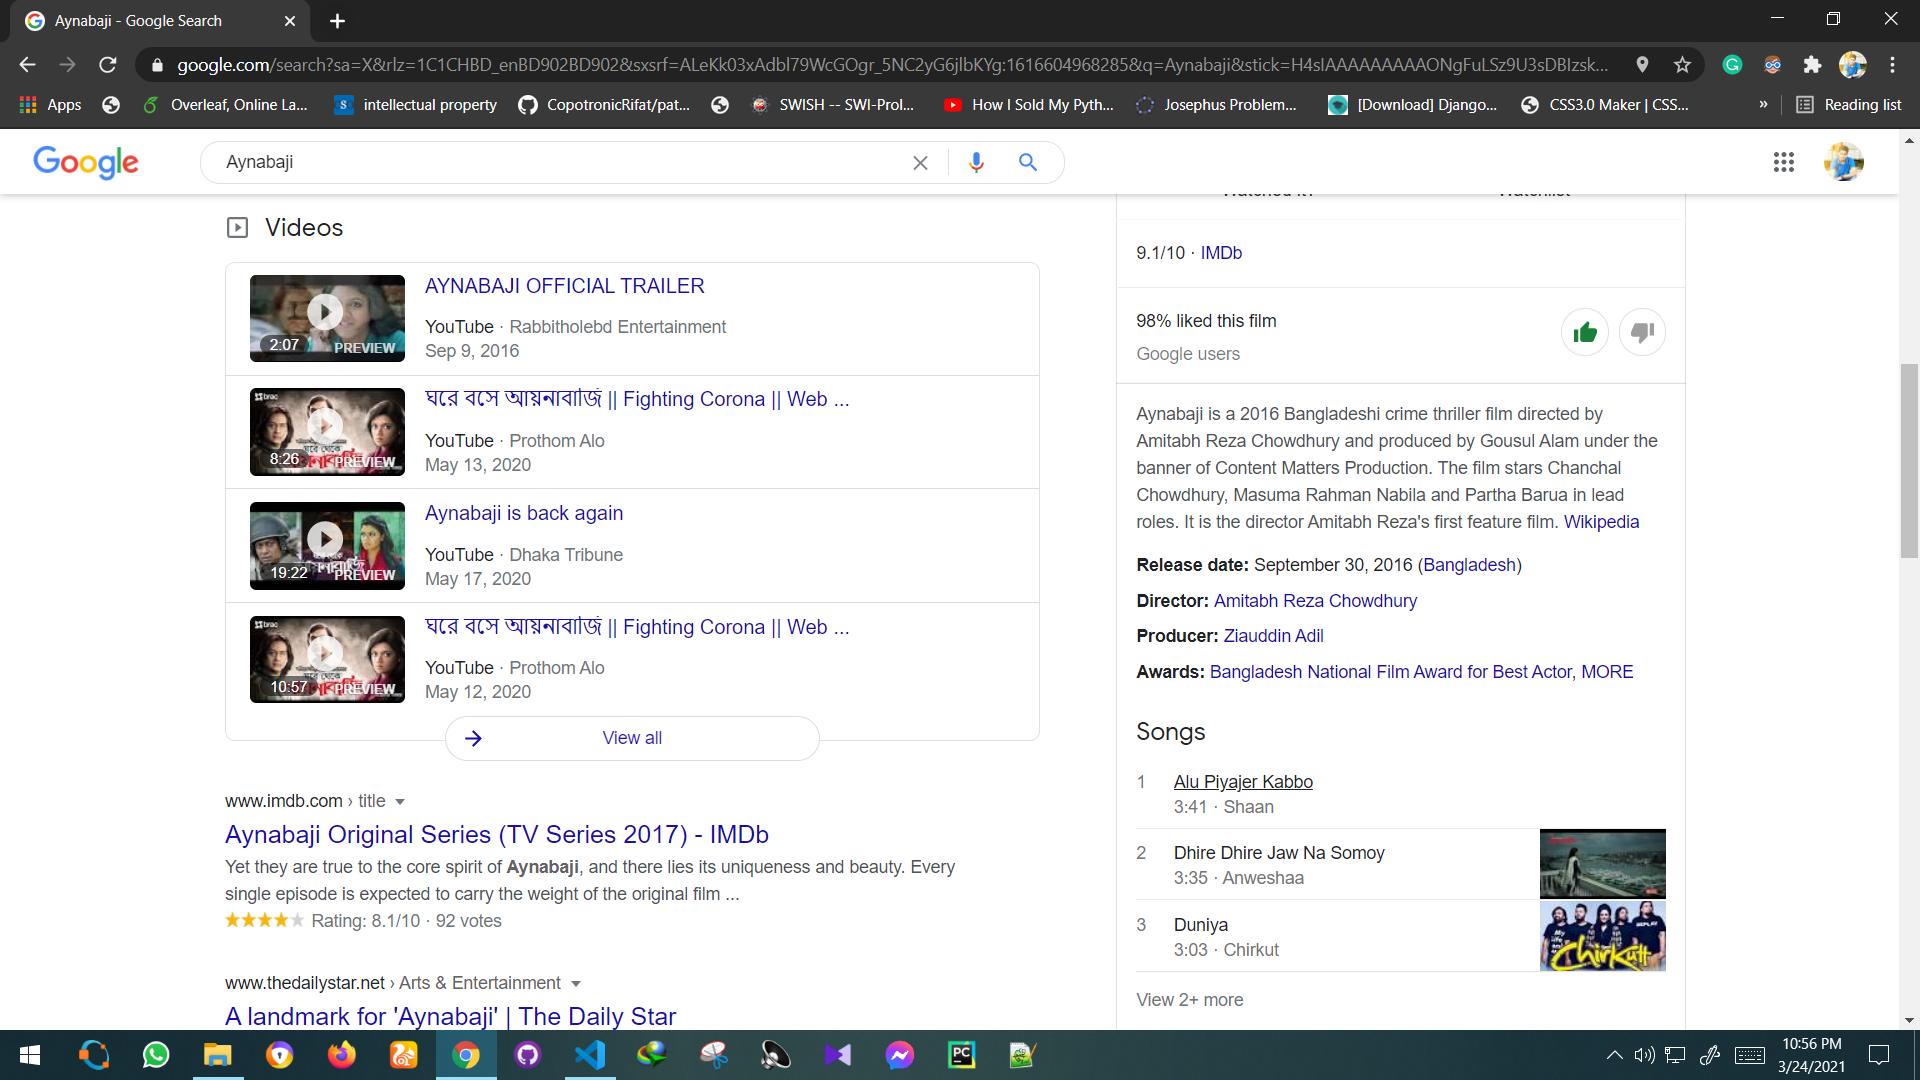 Aynabaji - Google Search
google.com/search?sa=X&rlz=1C1CHBD_enBD902BD902&sxsrf=ALeKk03xAdbl79WcGOgr_5NC2yG6jlbKYg:1616604968285&q=Aynabaji&stick=H4sIAAAAAAAAAONgFuLSz9U3sDBIzsk...
Apps
Overleaf, Online La...
intellectual property
CopotronicRifat/pat...
SWISH -- SWI-Prol...
How I Sold My Pyth...
Josephus Problem...
[Download] Django...
CSS3.0 Maker | CSS...
»
Reading list
Google
Aynabaji
Videos
AYNABAJI OFFICIAL TRAILER
YouTube · Rabbitholebd Entertainment
Sep 9, 2016
2:07 PREVIEW
ঘরে বসে আয়নাবাজি || Fighting Corona || Web ...
YouTube · Prothom Alo
May 13, 2020
8:26 PREVIEW
Aynabaji is back again
YouTube · Dhaka Tribune
May 17, 2020
19:22 PREVIEW
ঘরে বসে আয়নাবাজি || Fighting Corona || Web ...
YouTube · Prothom Alo
May 12, 2020
10:57 PREVIEW
View all
www.imdb.com › title
Aynabaji Original Series (TV Series 2017) - IMDb
Yet they are true to the core spirit of Aynabaji, and there lies its uniqueness and beauty. Every
single episode is expected to carry the weight of the original film ...
Rating: 8.1/10 · 92 votes
www.thedailystar.net › Arts & Entertainment
A landmark for 'Aynabaji' | The Daily Star
9.1/10 · IMDb
98% liked this film
Google users
Aynabaji is a 2016 Bangladeshi crime thriller film directed by
Amitabh Reza Chowdhury and produced by Gousul Alam under the
banner of Content Matters Production. The film stars Chanchal
Chowdhury, Masuma Rahman Nabila and Partha Barua in lead
roles. It is the director Amitabh Reza's first feature film. Wikipedia
Release date: September 30, 2016 (Bangladesh)
Director: Amitabh Reza Chowdhury
Producer: Ziauddin Adil
Awards: Bangladesh National Film Award for Best Actor, MORE
Songs
1 Alu Piyajer Kabbo
3:41 · Shaan
2 Dhire Dhire Jaw Na Somoy
3:35 · Anweshaa
3 Duniya
3:03 · Chirkut
Chirkutt
View 2+ more
10:56 PM
3/24/2021